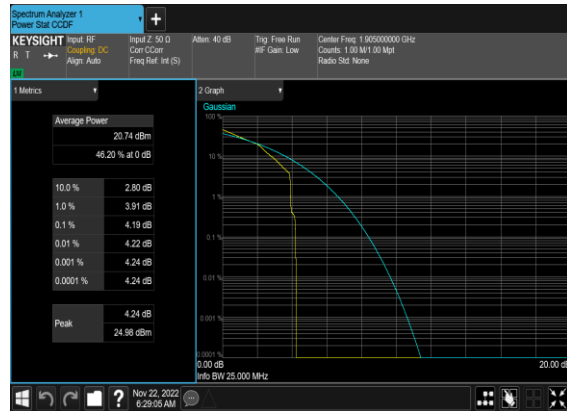 Spectrum Analyzer 1
Power Stat CCDF
KEYSIGHT
R T
Input: RF
Coupling: DC
Align: Auto
Input Z: 50 Ω
Corr CCorr
Freq Ref: Int (S)
Atten: 40 dB
Trig: Free Run
#IF Gain: Low
Center Freq: 1.905000000 GHz
Counts: 1.00 M/1.00 Mpt
Radio Std: None
1 Metrics
Average Power
20.74 dBm
46.20 % at 0 dB
10.0 % 2.80 dB
1.0 % 3.91 dB
0.1 % 4.19 dB
0.01 % 4.22 dB
0.001 % 4.24 dB
0.0001 % 4.24 dB
Peak
4.24 dB
24.98 dBm
2 Graph
Gaussian
100 %
10 %
1 %
0.1 %
0.01 %
0.001 %
0.0001 %
0.00 dB
20.00 dB
Info BW 25.000 MHz
?
Nov 22, 2022
6:29:05 AM